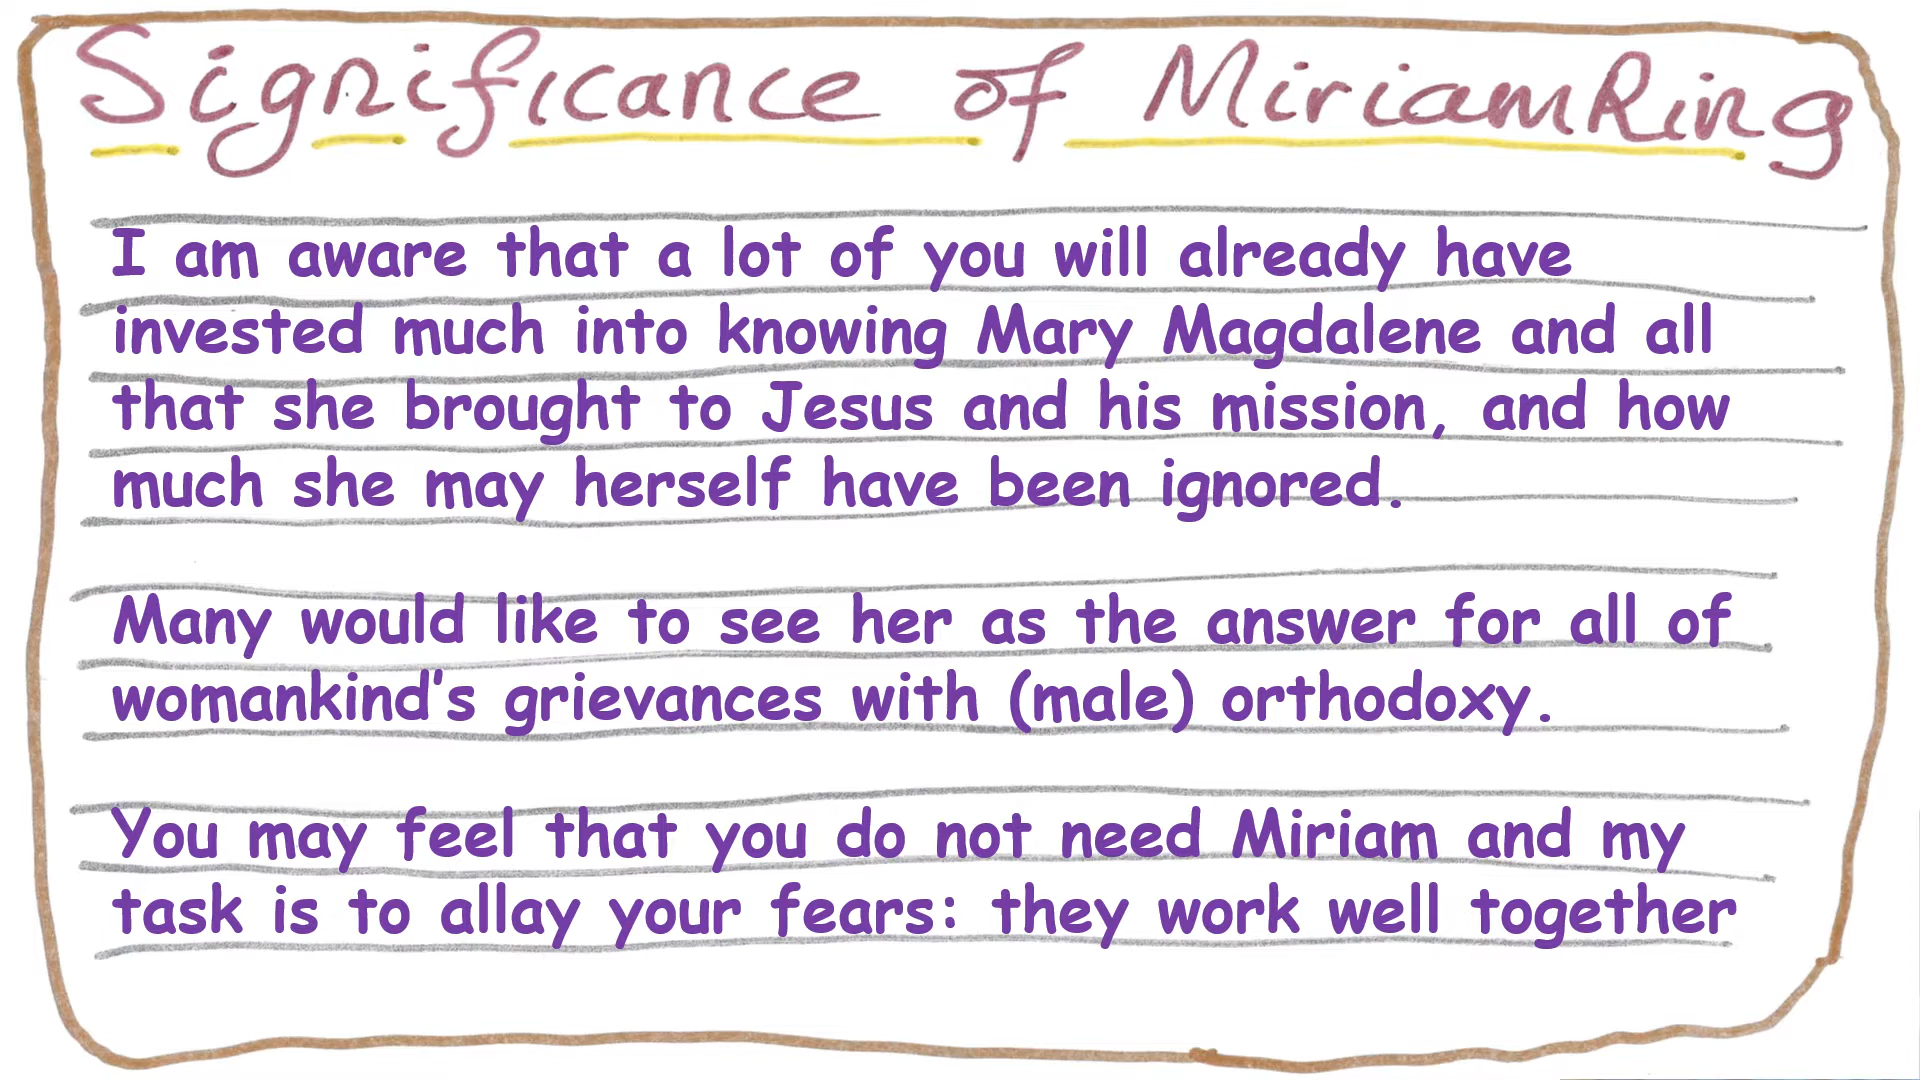 Significance of MiriamRing
I am aware that a lot of you will already have
invested much into knowing Mary Magdalene and all
that she brought to Jesus and his mission, and how
much she may herself have been ignored.
Many would like to see her as the answer for all of
womankind's grievances with (male) orthodoxy.
You may feel that you do not need Miriam and my
task is to allay your fears: they work well together